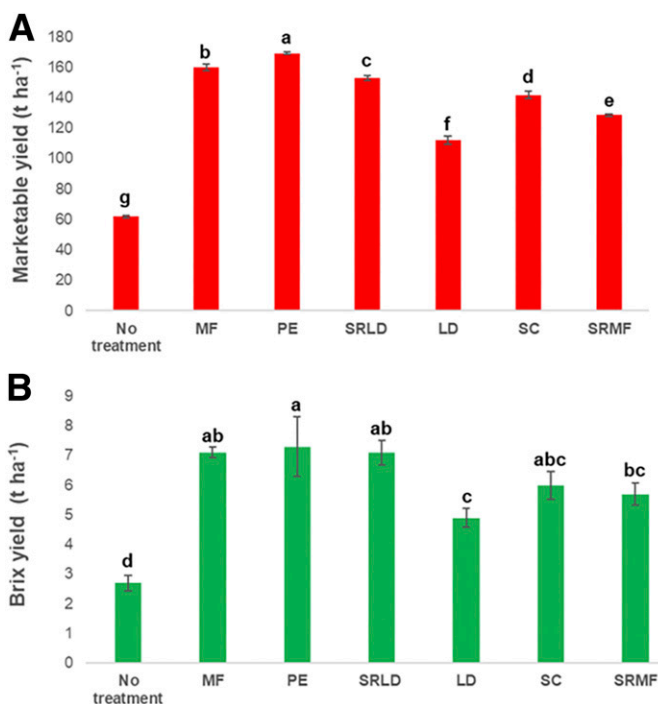 A
Marketable yield (t ha-1)
180
160
140
120
100
80
60
40
20
0
g
b
a
c
f
d
e
No
treatment
MF
PE
SRLD
LD
SC
SRMF
B
Brix yield (t ha-1)
9
8
7
6
5
4
3
2
1
0
d
ab
a
ab
c
abc
bc
No
treatment
MF
PE
SRLD
LD
SC
SRMF